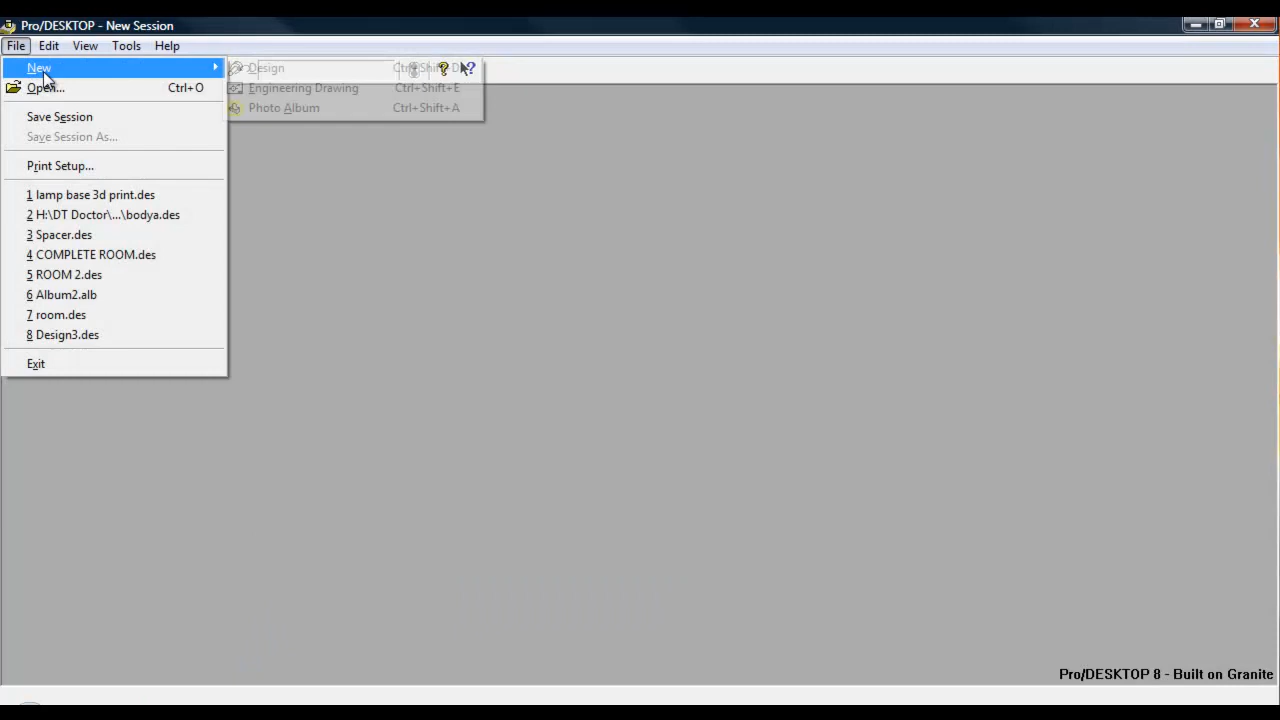 Pro/DESKTOP - New Session
File Edit View Tools Help
New
Open... Ctrl+O
Save Session
Save Session As...
Print Setup...
1 lamp base 3d print.des
2 H:\DT Doctor\...\bodya.des
3 Spacer.des
4 COMPLETE ROOM.des
5 ROOM 2.des
6 Album2.alb
7 room.des
8 Design3.des
Exit
Design Ctrl+Shift+D
Engineering Drawing Ctrl+Shift+E
Photo Album Ctrl+Shift+A
Pro/DESKTOP 8 - Built on Granite